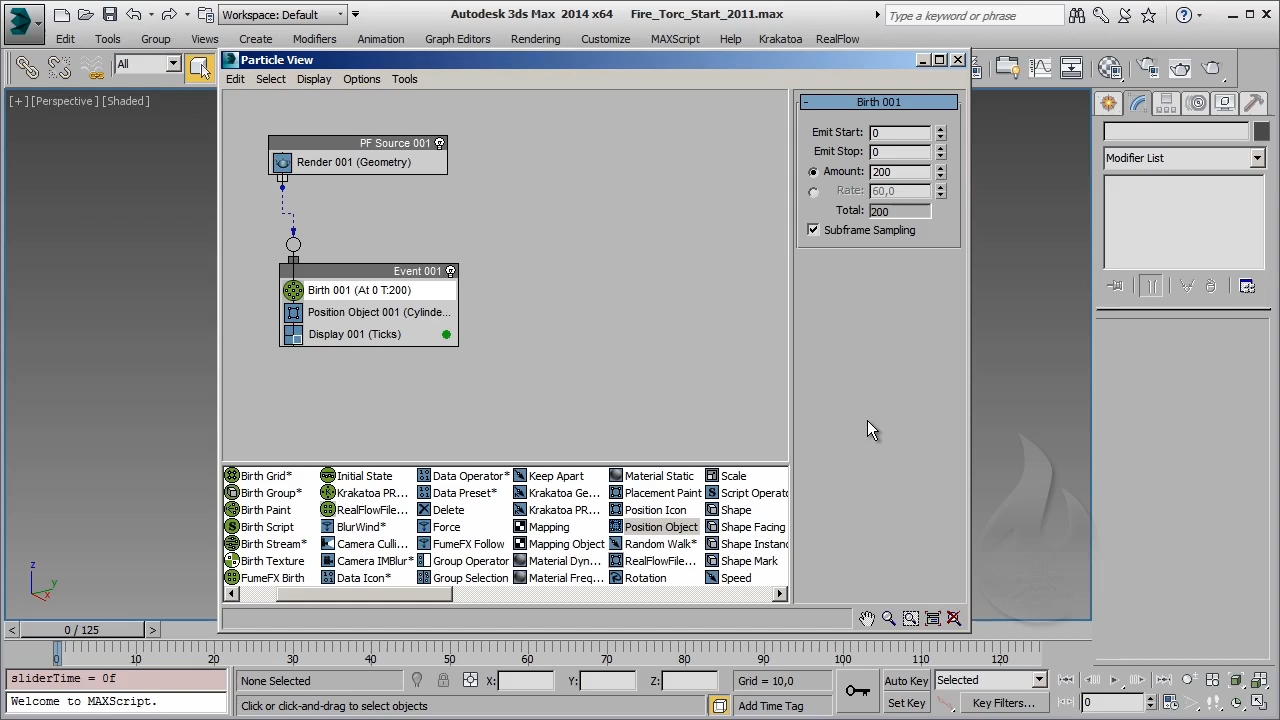 Workspace: Default
Autodesk 3ds Max 2014 x64 Fire_Torc_Start_2011.max
Type a keyword or phrase
Edit Tools Group Views Create Modifiers Animation Graph Editors Rendering Customize MAXScript Help Krakatoa RealFlow
All
Particle View
Edit Select Display Options Tools
[+][Perspective][Shaded]
PF Source 001
Render 001 (Geometry)
Event 001
Birth 001 (At 0 T:200)
Position Object 001 (Cylinde...
Display 001 (Ticks)
- Birth 001
Emit Start: 0
Emit Stop: 0
Amount: 200
Rate: 60,0
Total: 200
Subframe Sampling
Modifier List
Birth Grid* Initial State Data Operator* Keep Apart Material Static Scale
Birth Group* Krakatoa PR... Data Preset* Krakatoa Ge... Placement Paint Script Operato
Birth Paint RealFlowFile... Delete Krakatoa PR... Position Icon Shape
Birth Script BlurWind* Force Mapping Position Object Shape Facing
Birth Stream* Camera Culli... FumeFX Follow Mapping Object Random Walk* Shape Instanc
Birth Texture Camera IMBlur* Group Operator Material Dyn... RealFlowFile... Shape Mark
FumeFX Birth Data Icon* Group Selection Material Freq... Rotation Speed
z
y
x
< 0 / 125 >
0 10 20 30 40 50 60 70 80 90 100 110 120
sliderTime = 0f
None Selected X: Y: Z: Grid = 10,0 Auto Key Selected
Welcome to MAXScript.
Click or click-and-drag to select objects Add Time Tag Set Key Key Filters... 0